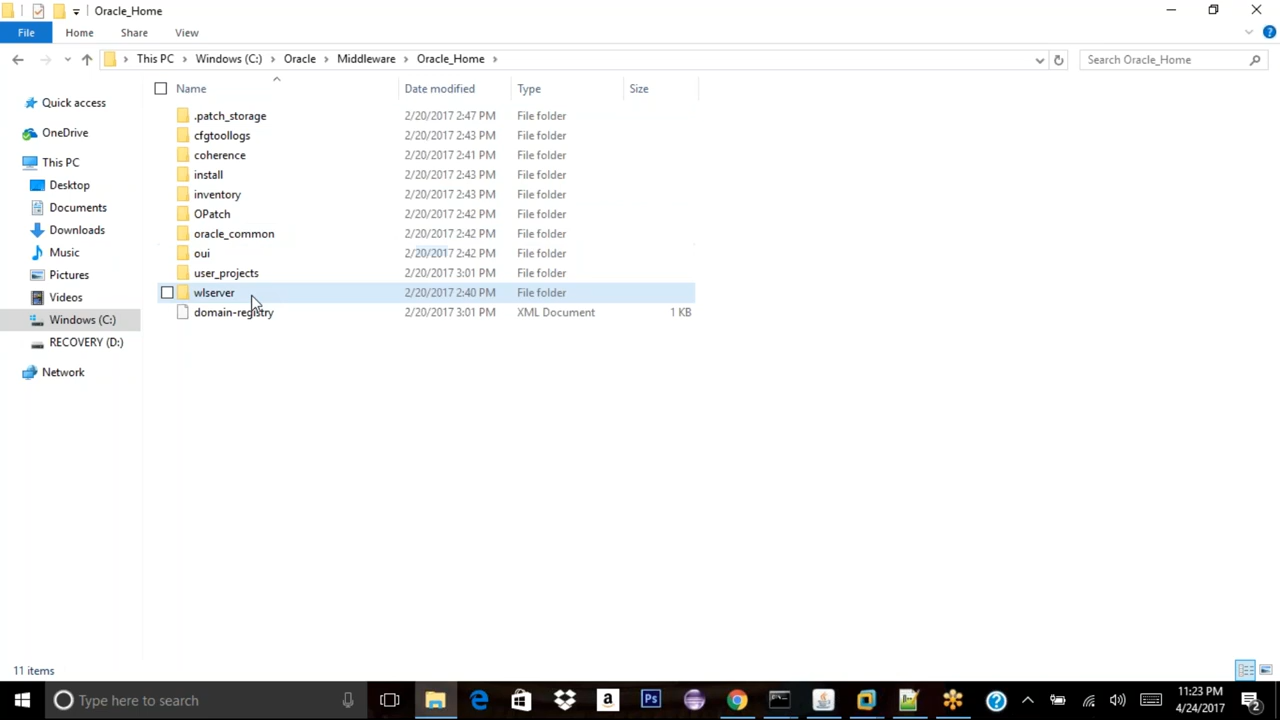 Oracle_Home
File Home Share View
This PC Windows (C:) Oracle Middleware Oracle_Home Search Oracle_Home
Name Date modified Type Size
Quick access
OneDrive
This PC
Desktop
Documents
Downloads
Music
Pictures
Videos
Windows (C:)
RECOVERY (D:)
Network
.patch_storage 2/20/2017 2:47 PM File folder
cfgtoollogs 2/20/2017 2:43 PM File folder
coherence 2/20/2017 2:41 PM File folder
install 2/20/2017 2:43 PM File folder
inventory 2/20/2017 2:43 PM File folder
OPatch 2/20/2017 2:42 PM File folder
oracle_common 2/20/2017 2:42 PM File folder
oui 2/20/2017 2:42 PM File folder
user_projects 2/20/2017 3:01 PM File folder
wlserver 2/20/2017 2:40 PM File folder
domain-registry 2/20/2017 3:01 PM XML Document 1 KB
11 items
Type here to search
Ps
11:23 PM
4/24/2017
2